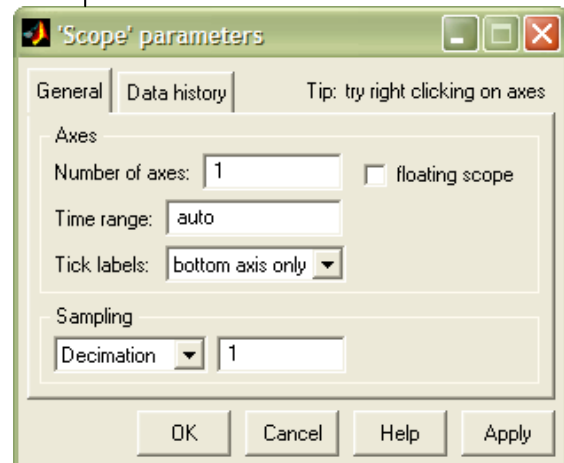 'Scope' parameters
General Data history Tip: try right clicking on axes
Axes
Number of axes: 1 floating scope
Time range: auto
Tick labels: bottom axis only
Sampling
Decimation 1
OK Cancel Help Apply